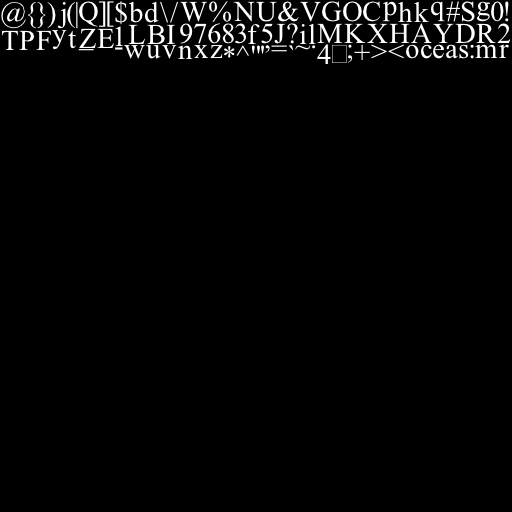 @{})j(|Q][$bd\/W%NU&VGOCphkq#Sg0!
TPFytZE1LBI97683f5J?ilMKXHAYDR2
_-wuvnxz*^'"",=`~.4□;+><oceas:mr